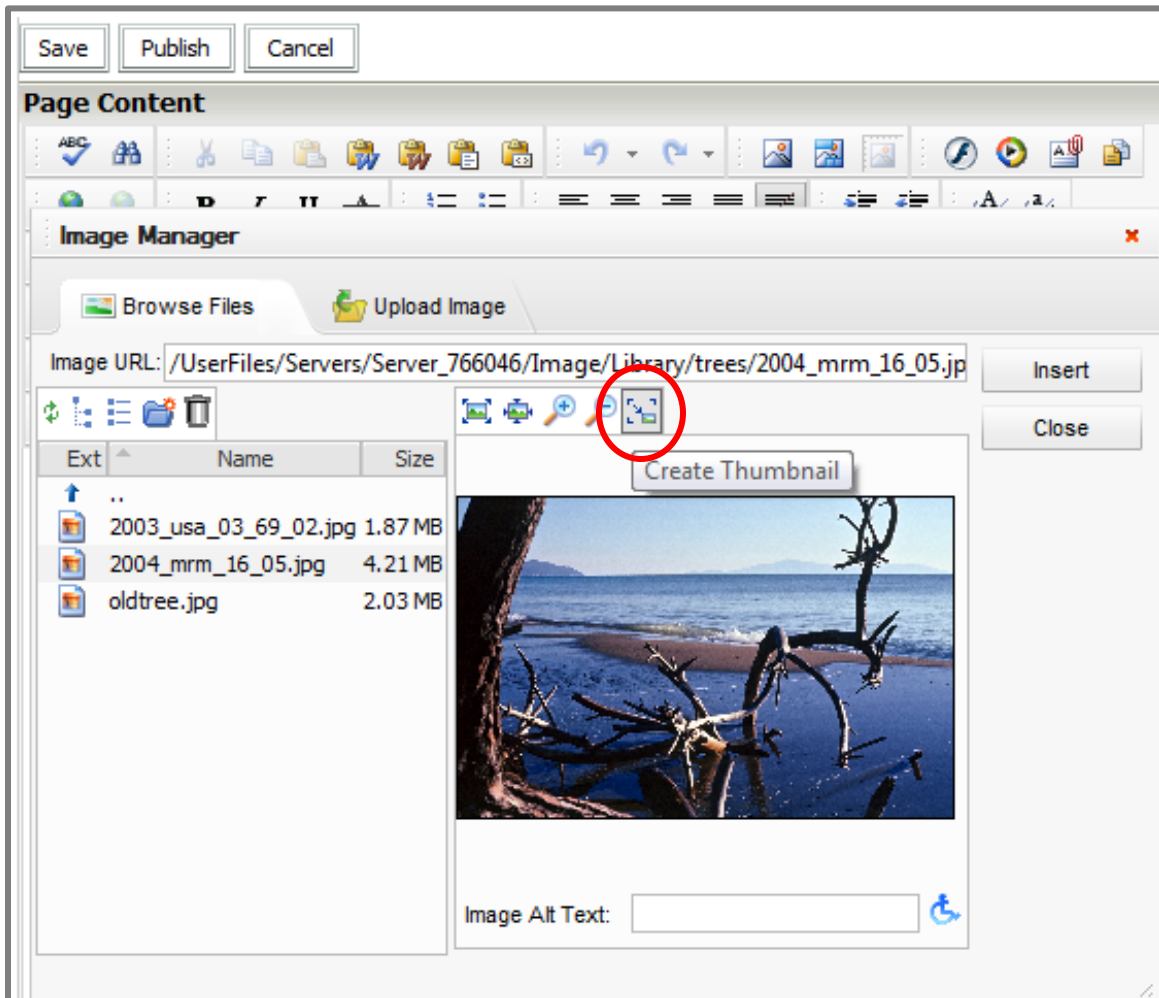 Save Publish Cancel
Page Content
ABC
B I U A A a
Image Manager
Browse Files Upload Image
Image URL: /UserFiles/Servers/Server_766046/Image/Library/trees/2004_mrm_16_05.jp
Insert
Close
Ext Name Size
Create Thumbnail
..
2003_usa_03_69_02.jpg 1.87 MB
2004_mrm_16_05.jpg 4.21 MB
oldtree.jpg 2.03 MB
Image Alt Text: